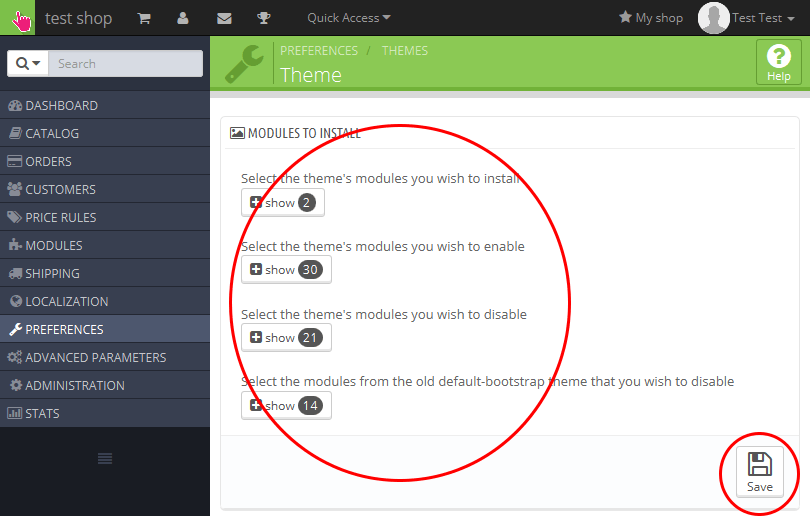 test shop Quick Access My shop Test Test
Search
DASHBOARD
CATALOG
ORDERS
CUSTOMERS
PRICE RULES
MODULES
SHIPPING
LOCALIZATION
PREFERENCES
ADVANCED PARAMETERS
ADMINISTRATION
STATS
PREFERENCES / THEMES
Theme
Help
MODULES TO INSTALL
Select the theme's modules you wish to install
show 2
Select the theme's modules you wish to enable
show 30
Select the theme's modules you wish to disable
show 21
Select the modules from the old default-bootstrap theme that you wish to disable
show 14
Save